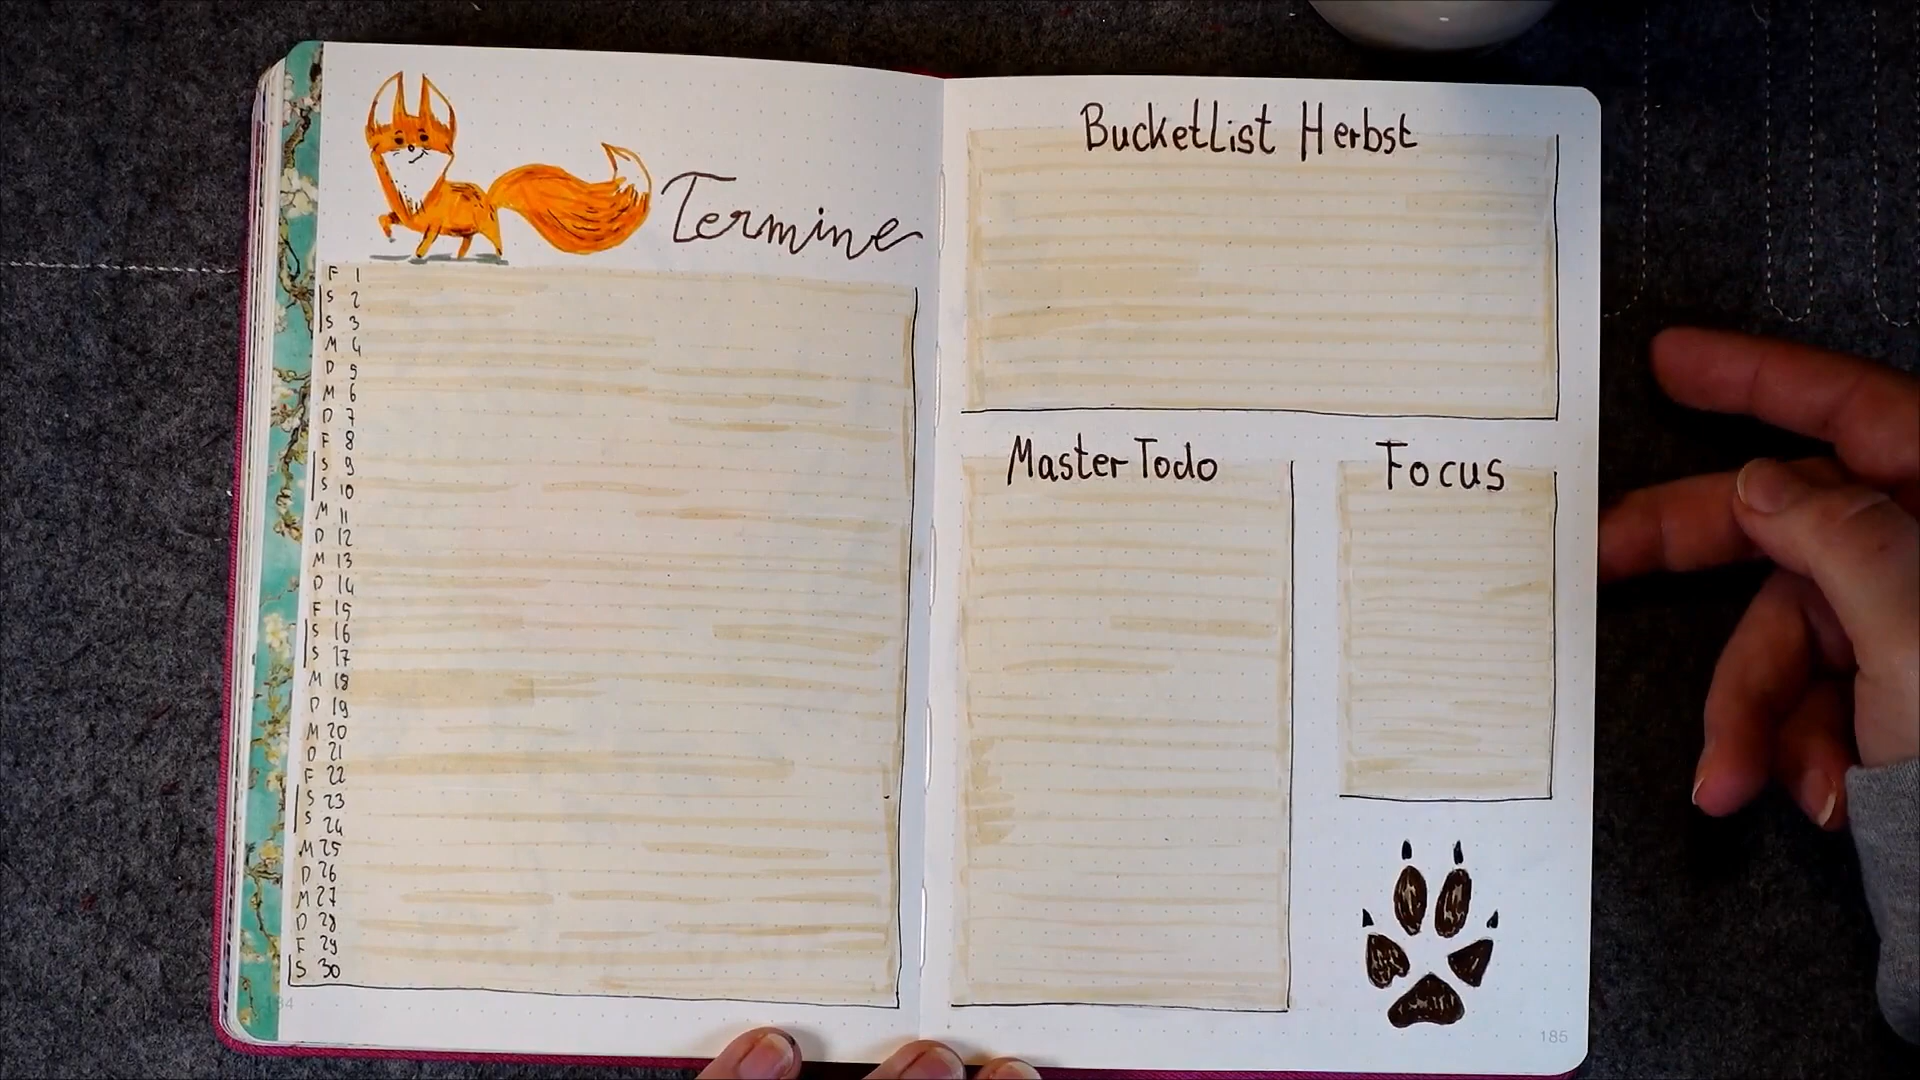 Termine
F 1
S 2
S 3
M 4
D 5
M 6
D 7
F 8
S 9
S 10
M 11
D 12
M 13
D 14
F 15
S 16
S 17
M 18
D 19
M 20
D 21
F 22
S 23
S 24
M 25
D 26
M 27
D 28
F 29
S 30
184
Bucketlist Herbst
Master Todo
Focus
185